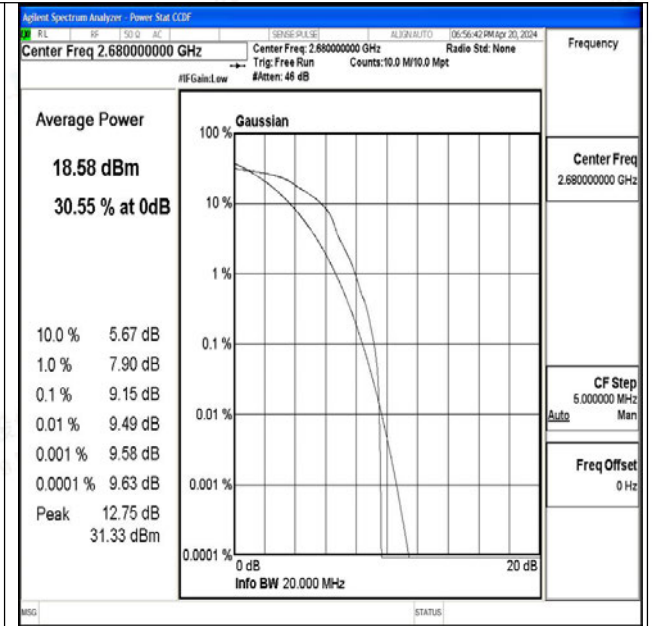 Agilent Spectrum Analyzer - Power Stat CCDF
RL RF 50 Ω AC SENSE:PULSE ALIGN AUTO 06:56:42 PM Apr 20, 2024
Center Freq 2.680000000 GHz
Center Freq: 2.680000000 GHz Radio Std: None
Trig: Free Run Counts:10.0 M/10.0 Mpt
#IFGain:Low #Atten: 46 dB
Frequency
Average Power
18.58 dBm
30.55 % at 0dB
10.0 % 5.67 dB
1.0 % 7.90 dB
0.1 % 9.15 dB
0.01 % 9.49 dB
0.001 % 9.58 dB
0.0001 % 9.63 dB
Peak 12.75 dB
31.33 dBm
Gaussian
100 %
10 %
1 %
0.1 %
0.01 %
0.001 %
0.0001 %
0 dB 20 dB
Info BW 20.000 MHz
Center Freq
2.680000000 GHz
CF Step
5.000000 MHz
Auto Man
Freq Offset
0 Hz
MSG STATUS